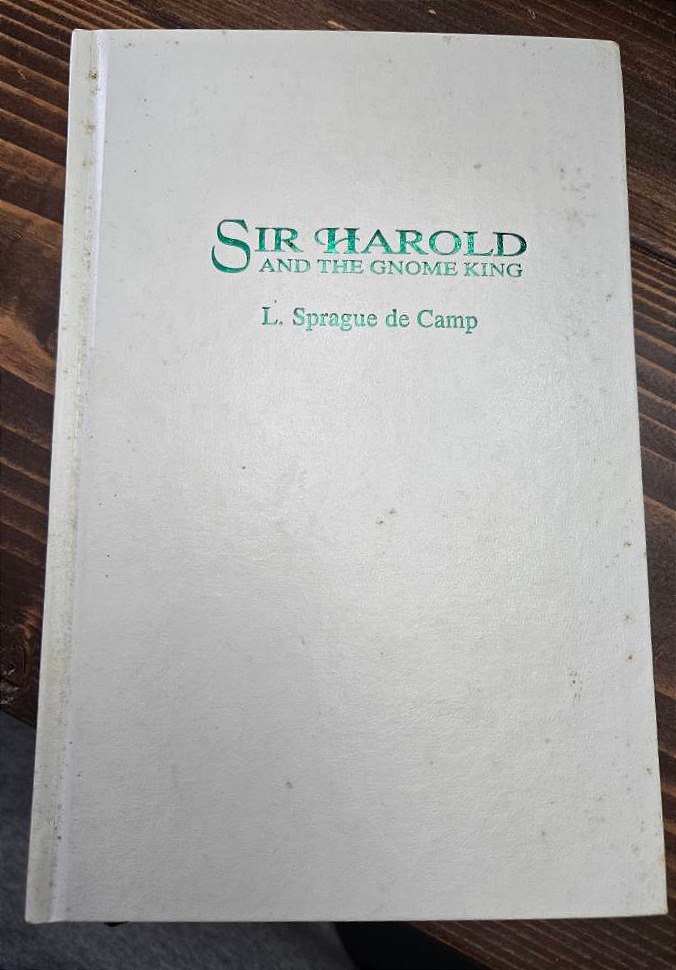 SIR HAROLD
AND THE GNOME KING
L. Sprague de Camp